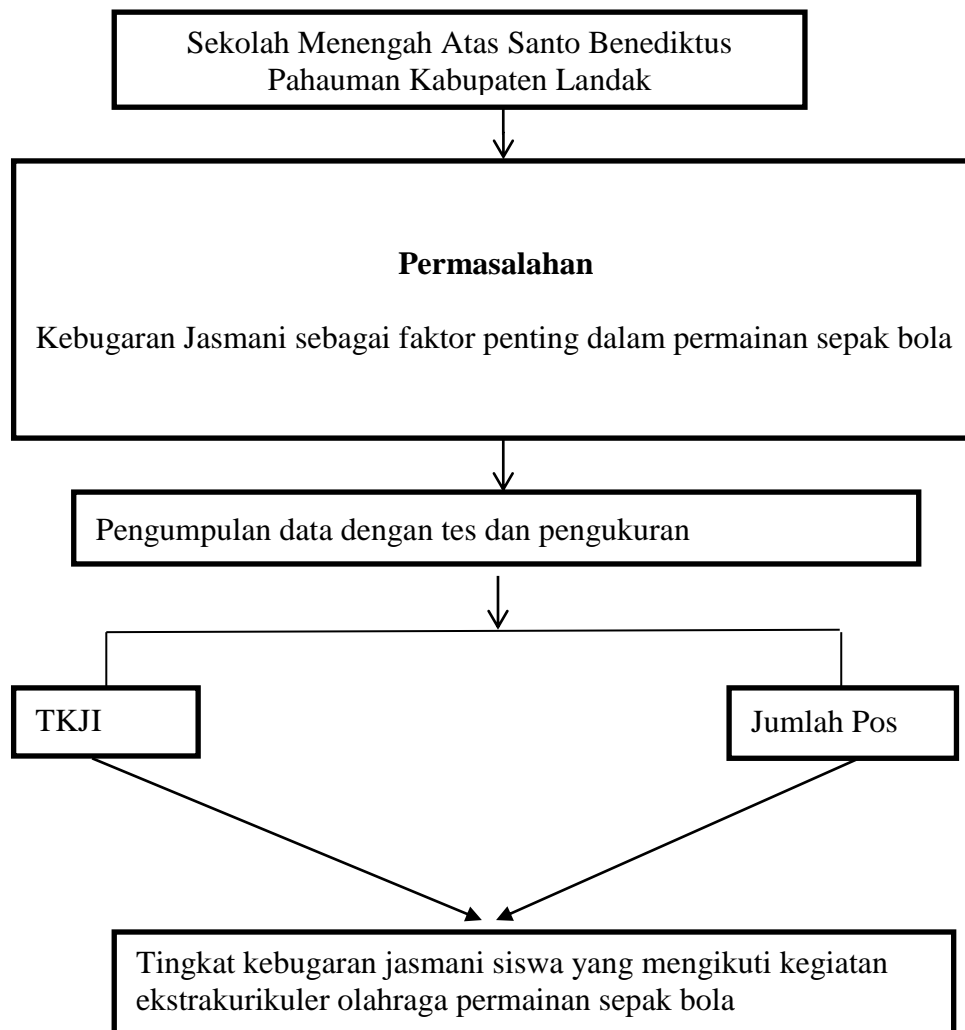 Sekolah Menengah Atas Santo Benediktus
Pahauman Kabupaten Landak
Permasalahan
Kebugaran Jasmani sebagai faktor penting dalam permainan sepak bola
Pengumpulan data dengan tes dan pengukuran
TKJI
Jumlah Pos
Tingkat kebugaran jasmani siswa yang mengikuti kegiatan
ekstrakurikuler olahraga permainan sepak bola